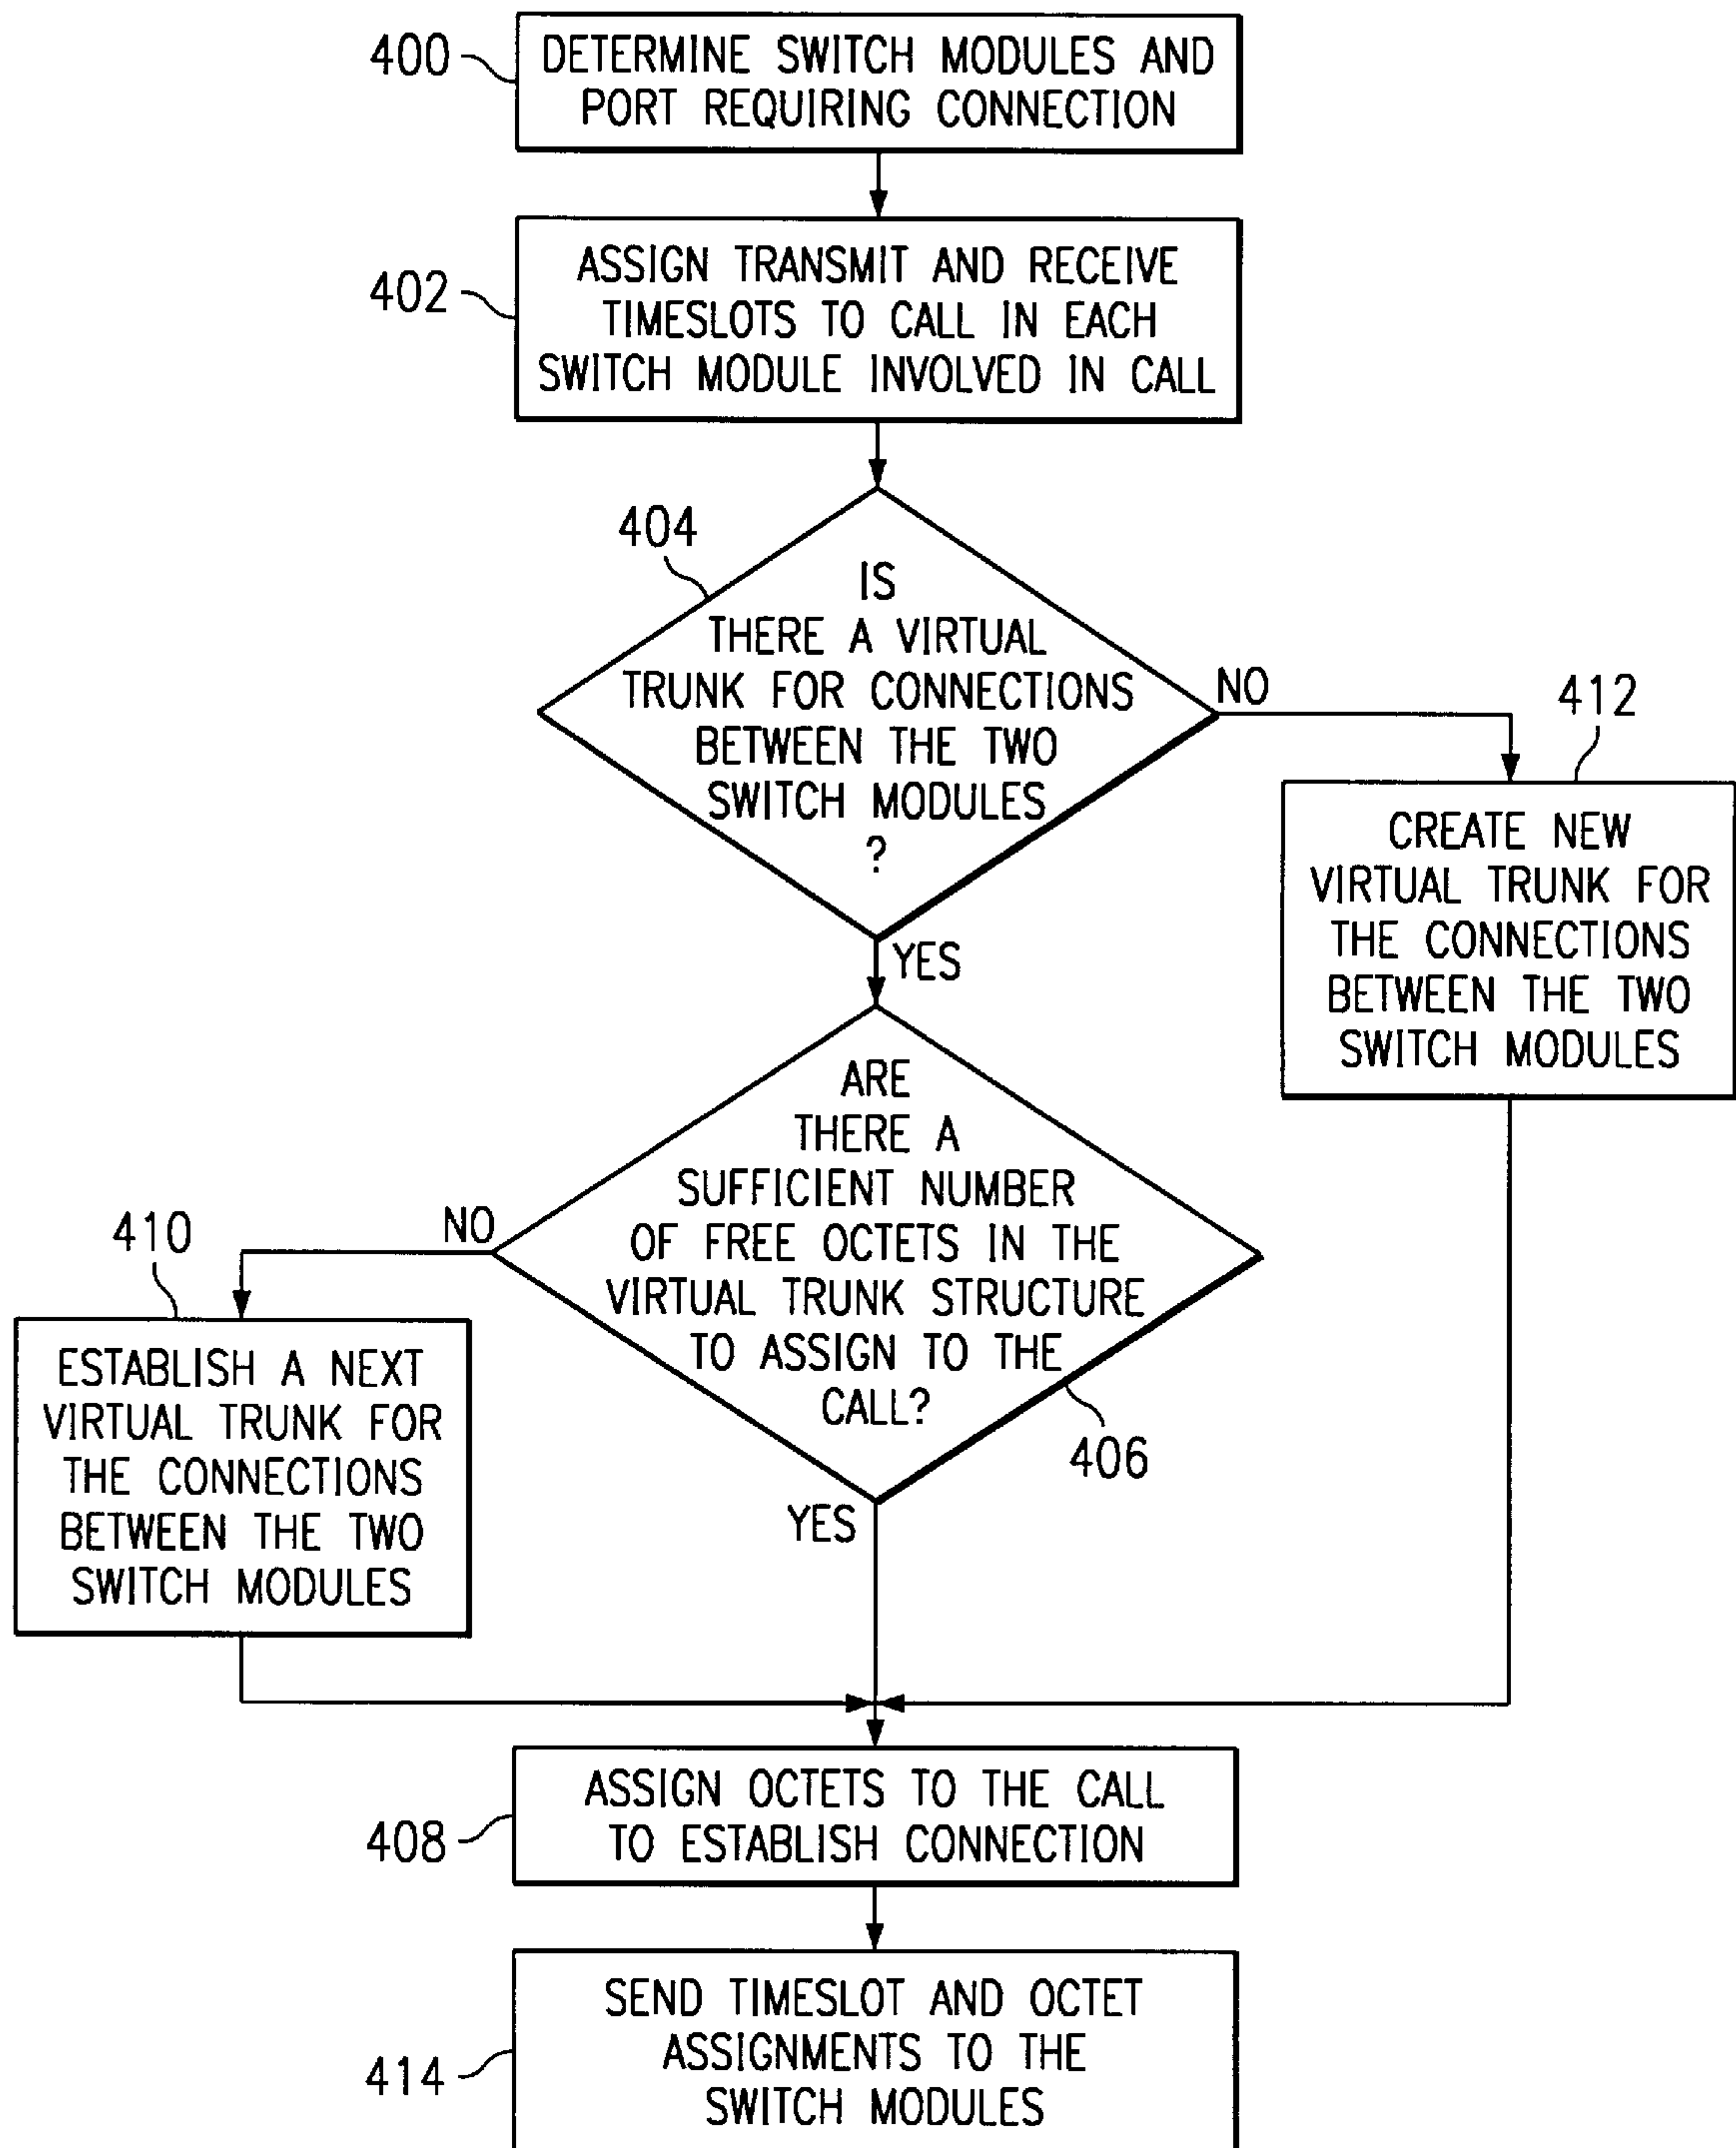 400
DETERMINE SWITCH MODULES AND
PORT REQUIRING CONNECTION
402
ASSIGN TRANSMIT AND RECEIVE
TIMESLOTS TO CALL IN EACH
SWITCH MODULE INVOLVED IN CALL
404
IS
THERE A VIRTUAL
TRUNK FOR CONNECTIONS
BETWEEN THE TWO
SWITCH MODULES
?
NO
412
CREATE NEW
VIRTUAL TRUNK FOR
THE CONNECTIONS
BETWEEN THE TWO
SWITCH MODULES
YES
ARE
THERE A
SUFFICIENT NUMBER
OF FREE OCTETS IN THE
VIRTUAL TRUNK STRUCTURE
TO ASSIGN TO THE
CALL?
406
NO
410
ESTABLISH A NEXT
VIRTUAL TRUNK FOR
THE CONNECTIONS
BETWEEN THE TWO
SWITCH MODULES
YES
408
ASSIGN OCTETS TO THE CALL
TO ESTABLISH CONNECTION
414
SEND TIMESLOT AND OCTET
ASSIGNMENTS TO THE
SWITCH MODULES